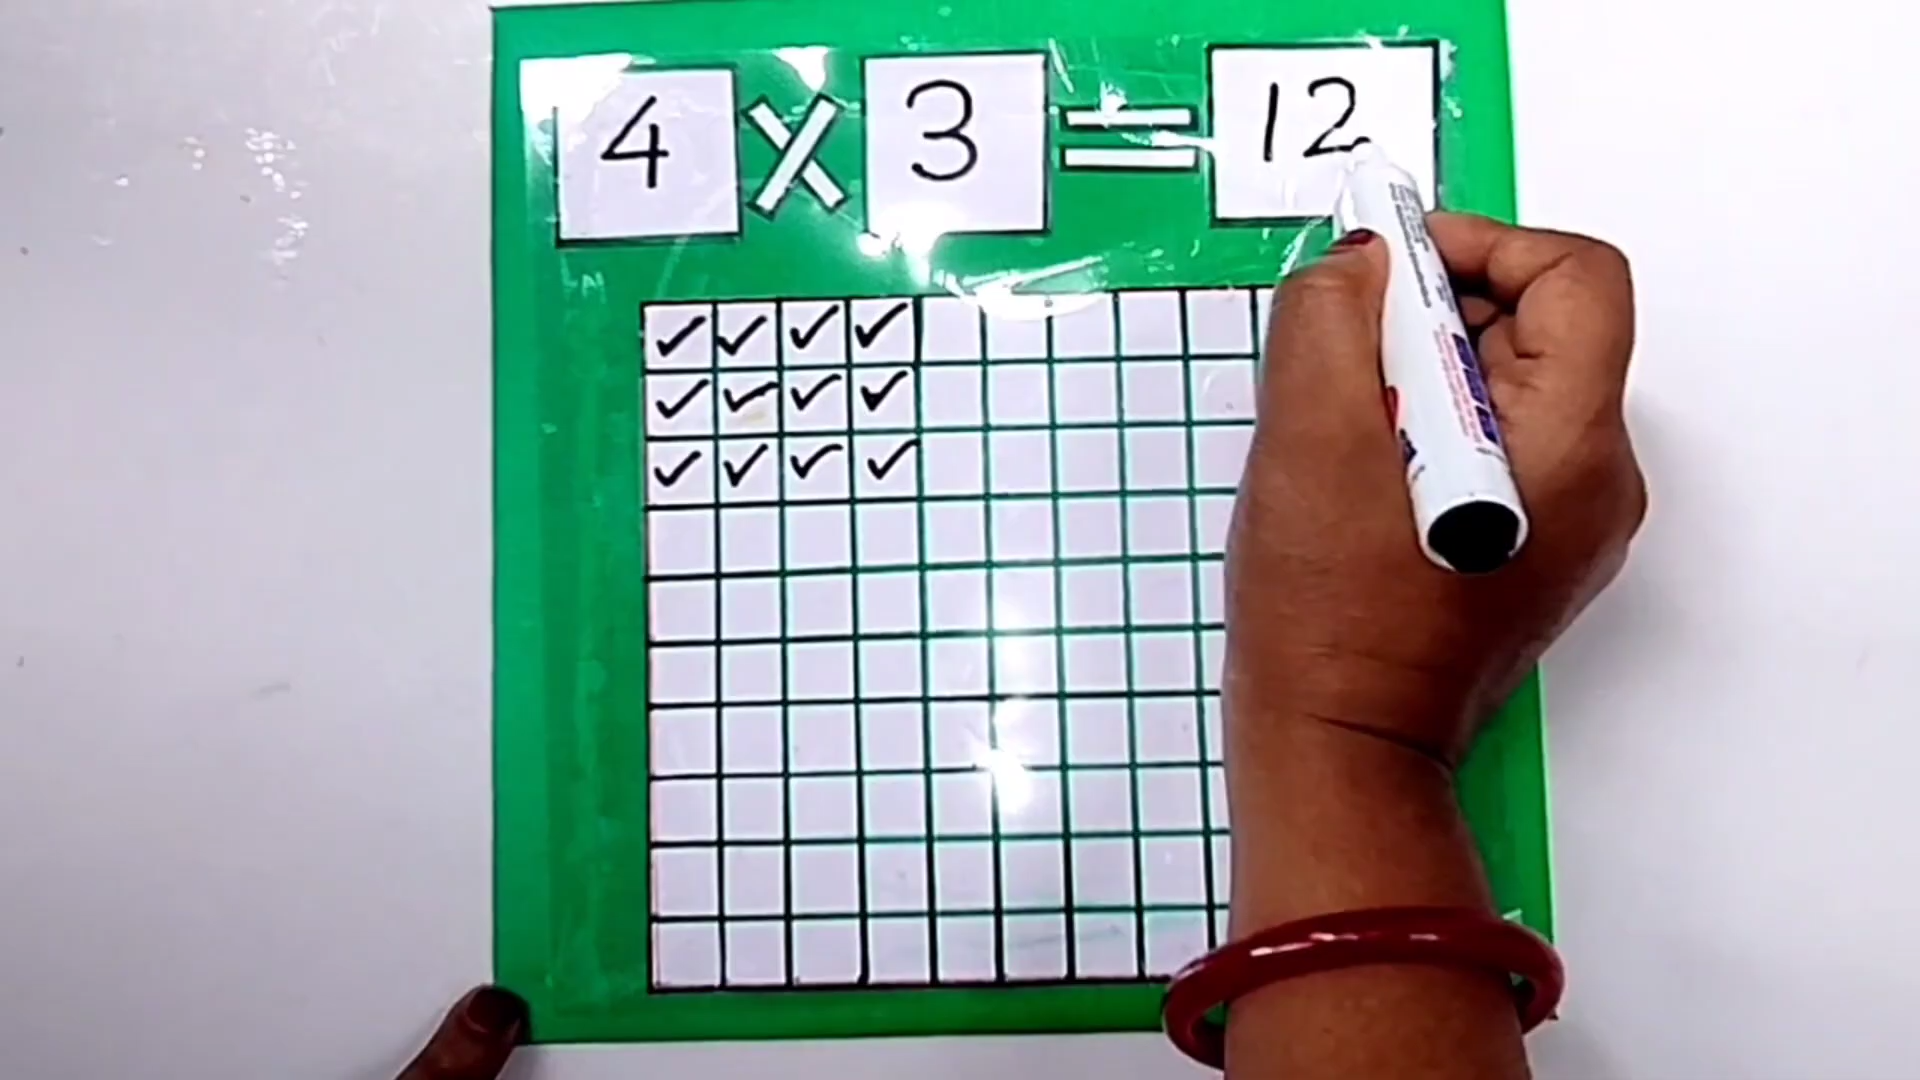 4 × 3 = 12
✓ ✓ ✓ ✓
✓ ✓ ✓ ✓
✓ ✓ ✓ ✓